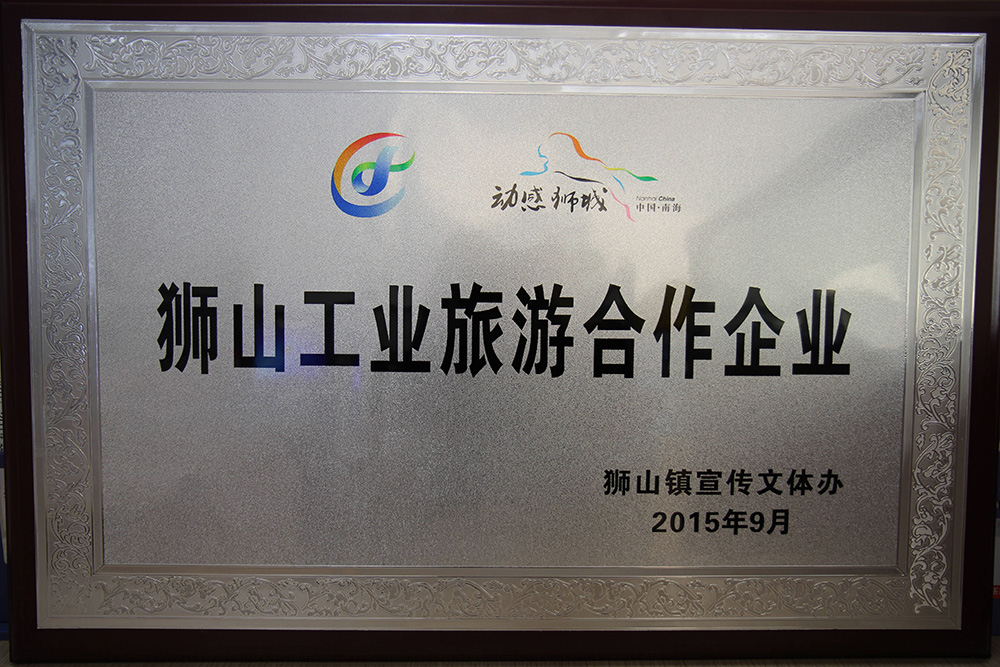 动感狮城
Nanhai China
中国·南海
狮山工业旅游合作企业
狮山镇宣传文体办
2015年9月